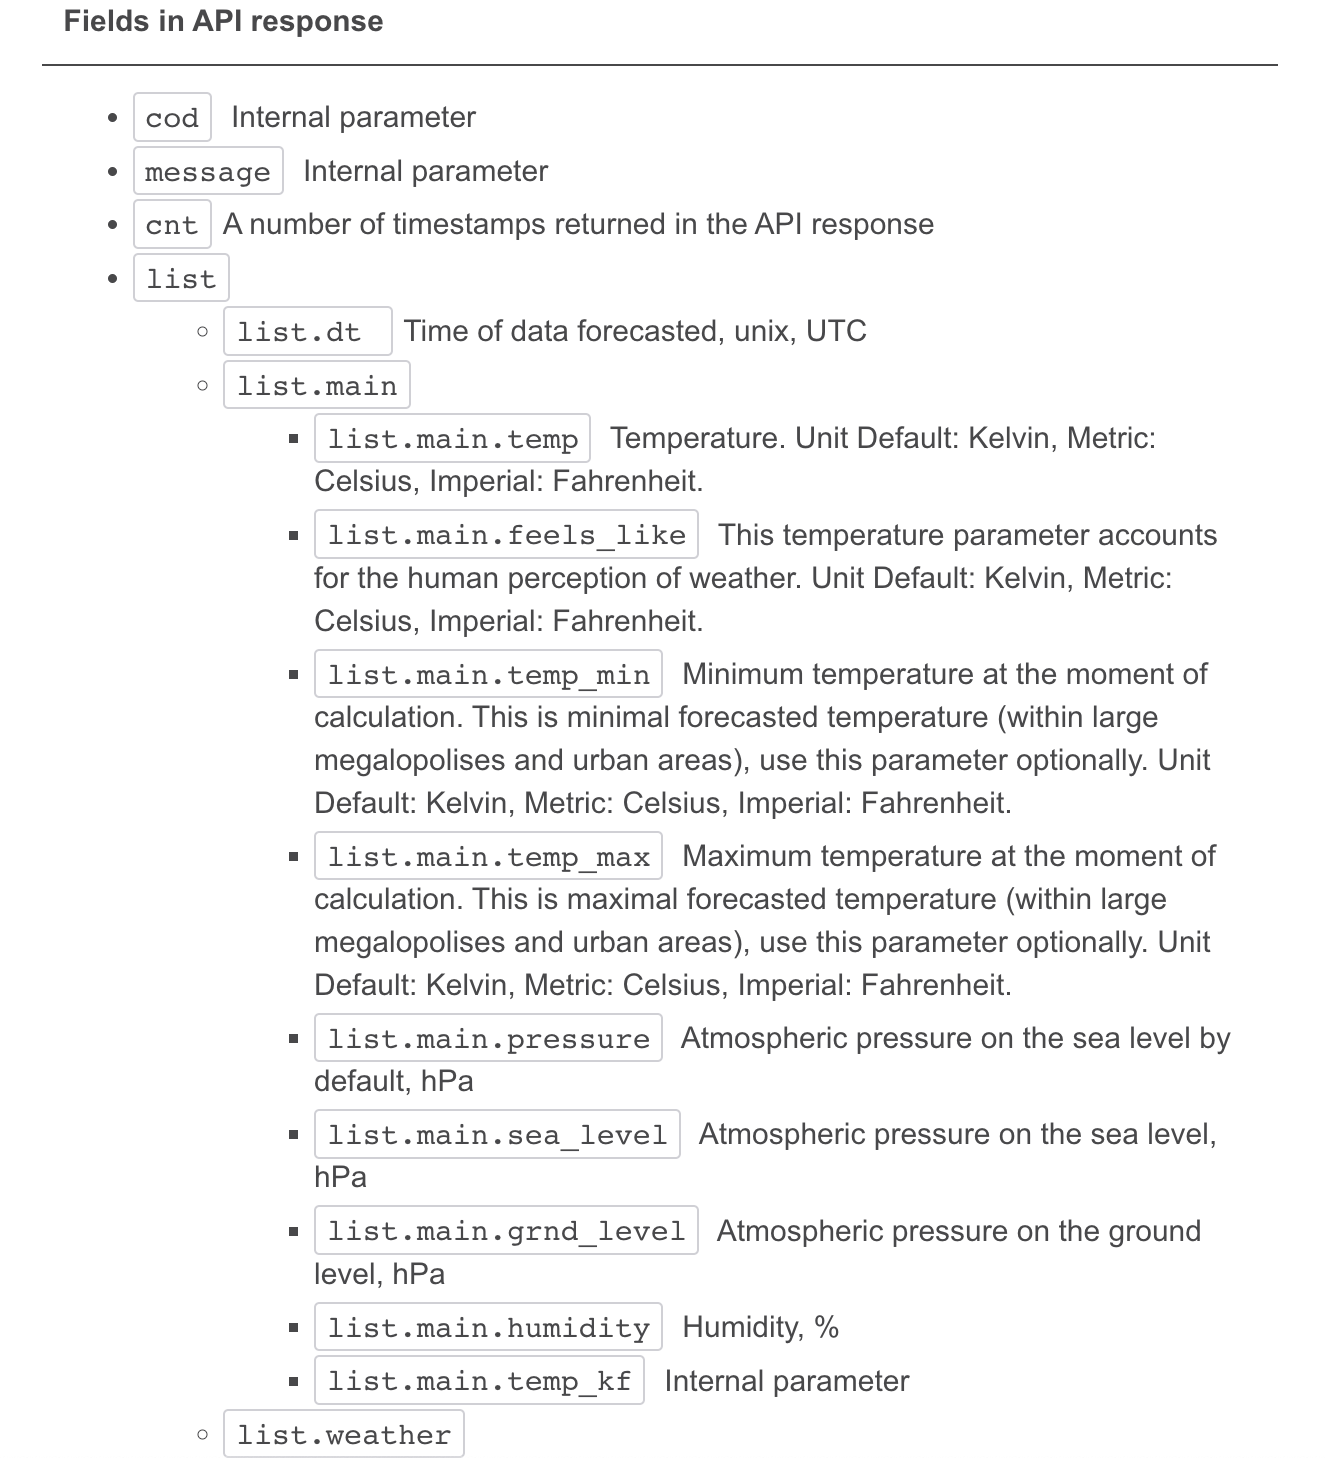 Fields in API response
cod Internal parameter
message Internal parameter
cnt A number of timestamps returned in the API response
list
list.dt Time of data forecasted, unix, UTC
list.main
list.main.temp Temperature. Unit Default: Kelvin, Metric:
Celsius, Imperial: Fahrenheit.
list.main.feels_like This temperature parameter accounts
for the human perception of weather. Unit Default: Kelvin, Metric:
Celsius, Imperial: Fahrenheit.
list.main.temp_min Minimum temperature at the moment of
calculation. This is minimal forecasted temperature (within large
megalopolises and urban areas), use this parameter optionally. Unit
Default: Kelvin, Metric: Celsius, Imperial: Fahrenheit.
list.main.temp_max Maximum temperature at the moment of
calculation. This is maximal forecasted temperature (within large
megalopolises and urban areas), use this parameter optionally. Unit
Default: Kelvin, Metric: Celsius, Imperial: Fahrenheit.
list.main.pressure Atmospheric pressure on the sea level by
default, hPa
list.main.sea_level Atmospheric pressure on the sea level,
hPa
list.main.grnd_level Atmospheric pressure on the ground
level, hPa
list.main.humidity Humidity, %
list.main.temp_kf Internal parameter
list.weather